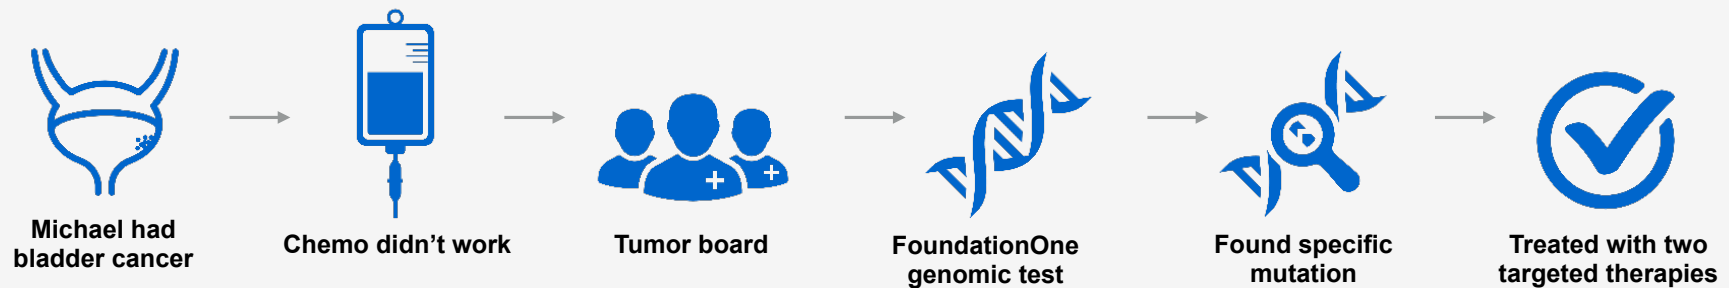 Michael had
bladder cancer
Chemo didn’t work
Tumor board
FoundationOne
genomic test
Found specific
mutation
Treated with two
targeted therapies